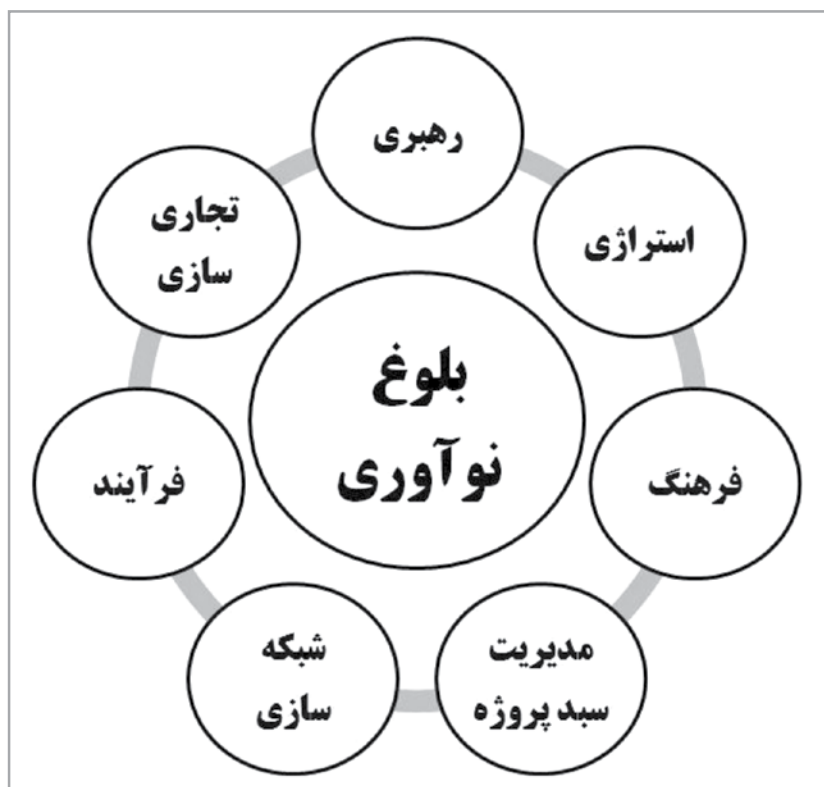 رهبری
استراژی
فرهنگ
مدیریت
سبد پروژه
شبکه
سازی
فرآیند
تجاری
سازی
بلوغ
نوآوری